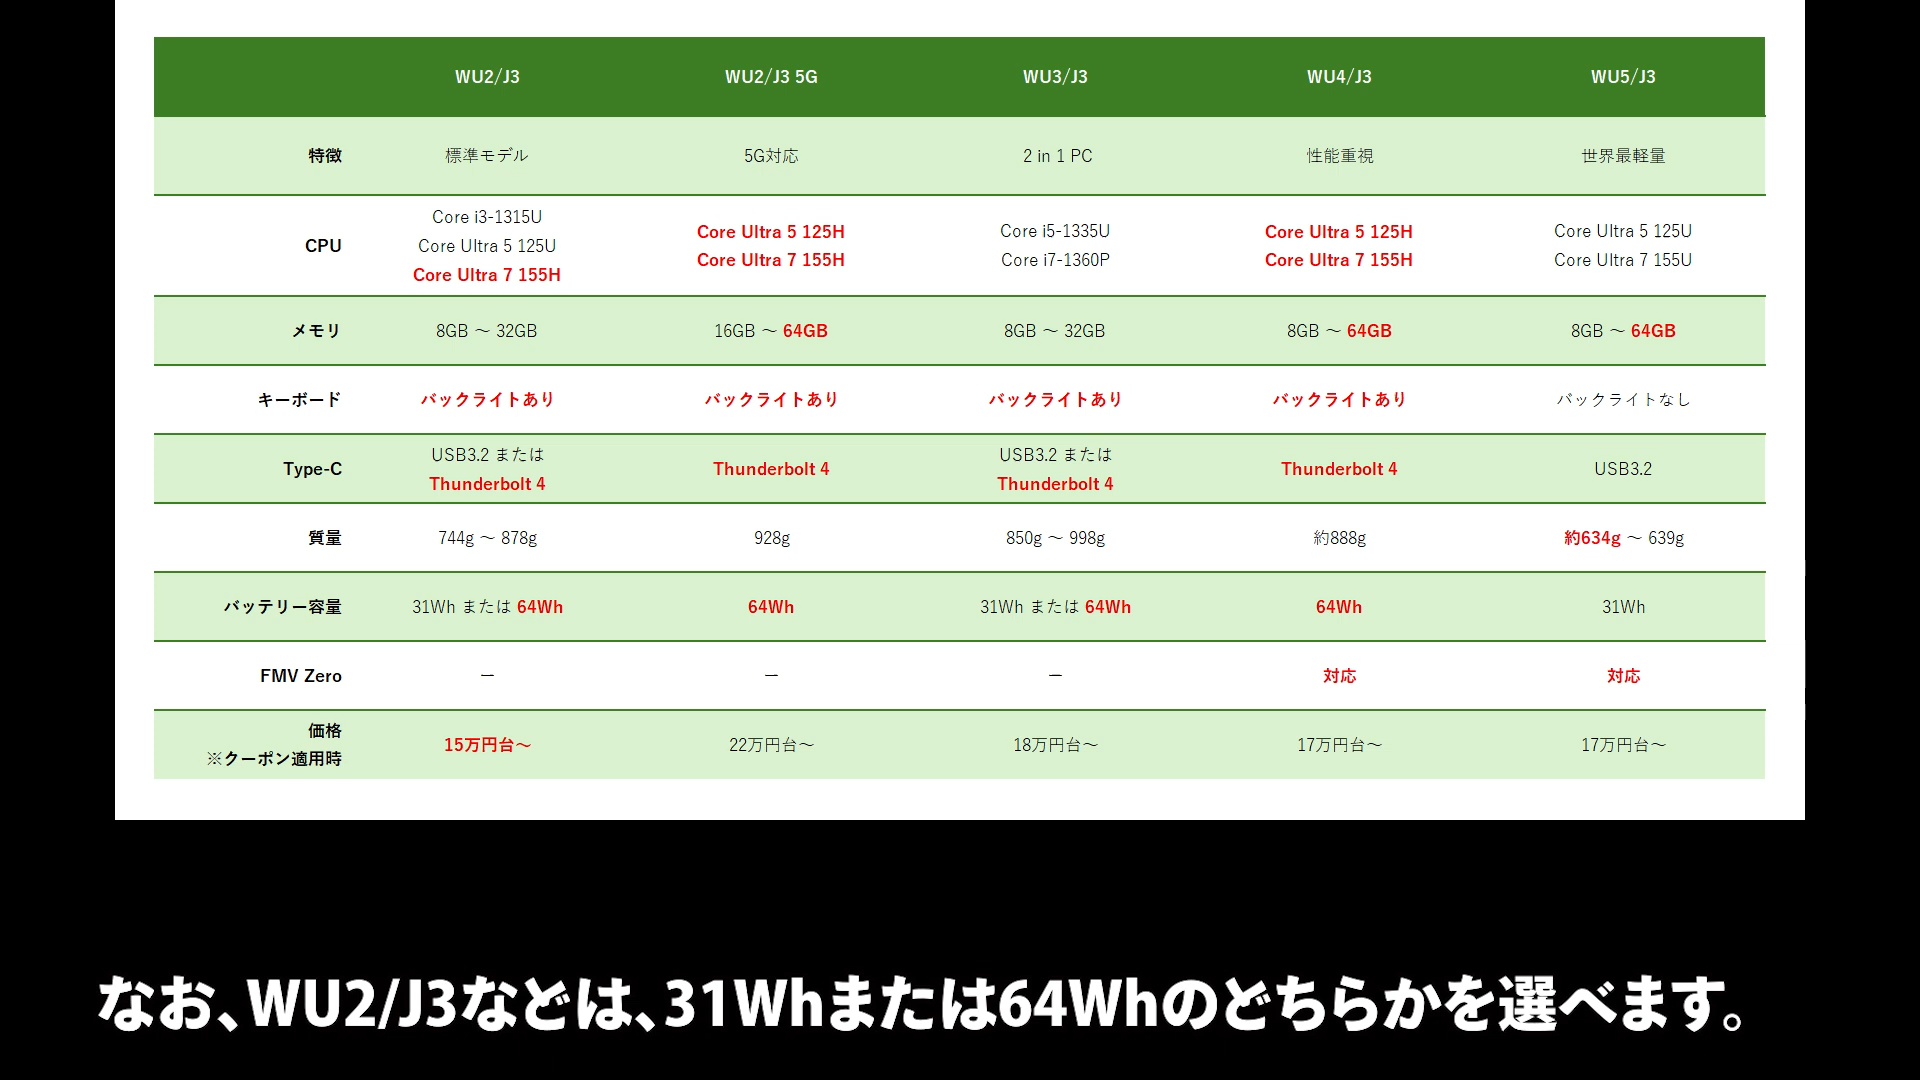 WU2/J3 WU2/J3 5G WU3/J3 WU4/J3 WU5/J3
特徴 標準モデル 5G対応 2 in 1 PC 性能重視 世界最軽量
CPU
Core i3-1315U
Core Ultra 5 125U
Core Ultra 7 155H
Core Ultra 5 125H
Core Ultra 7 155H
Core i5-1335U
Core i7-1360P
Core Ultra 5 125H
Core Ultra 7 155H
Core Ultra 5 125U
Core Ultra 7 155U
メモリ 8GB ～ 32GB 16GB ～ 64GB 8GB ～ 32GB 8GB ～ 64GB 8GB ～ 64GB
キーボード バックライトあり バックライトあり バックライトあり バックライトあり バックライトなし
Type-C
USB3.2 または
Thunderbolt 4
Thunderbolt 4
USB3.2 または
Thunderbolt 4
Thunderbolt 4
USB3.2
質量 744g ～ 878g 928g 850g ～ 998g 約888g 約634g ～ 639g
バッテリー容量 31Wh または 64Wh 64Wh 31Wh または 64Wh 64Wh 31Wh
FMV Zero ー ー ー 対応 対応
価格
※クーポン適用時
15万円台～ 22万円台～ 18万円台～ 17万円台～ 17万円台～
なお、WU2/J3などは、31Whまたは64Whのどちらかを選べます。